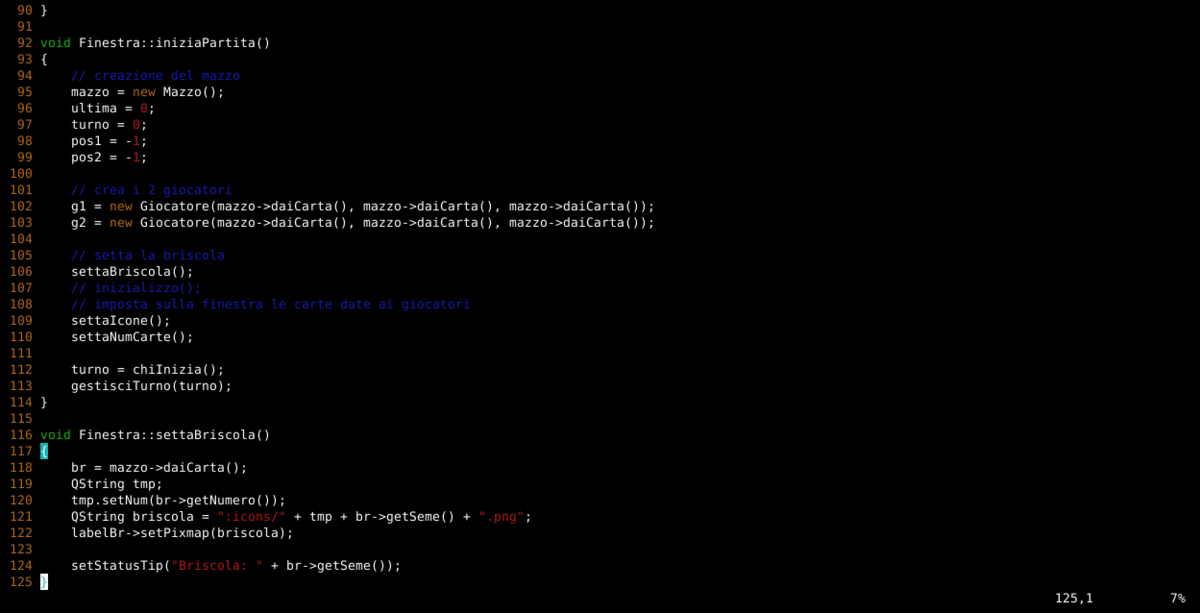 90 }
91
92 void Finestra::iniziaPartita()
93 {
94     // creazione del mazzo
95     mazzo = new Mazzo();
96     ultima = 0;
97     turno = 0;
98     pos1 = -1;
99     pos2 = -1;
100
101     // crea i 2 giocatori
102     g1 = new Giocatore(mazzo->daiCarta(), mazzo->daiCarta(), mazzo->daiCarta());
103     g2 = new Giocatore(mazzo->daiCarta(), mazzo->daiCarta(), mazzo->daiCarta());
104
105     // setta la briscola
106     settaBriscola();
107     // inizializzo();
108     // imposta sulla finestra le carte date ai giocatori
109     settaIcone();
110     settaNumCarte();
111
112     turno = chiInizia();
113     gestisciTurno(turno);
114 }
115
116 void Finestra::settaBriscola()
117 {
118     br = mazzo->daiCarta();
119     QString tmp;
120     tmp.setNum(br->getNumero());
121     QString briscola = ":icons/" + tmp + br->getSeme() + ".png";
122     labelBr->setPixmap(briscola);
123
124     setStatusTip("Briscola: " + br->getSeme());
125 }
125,1 7%